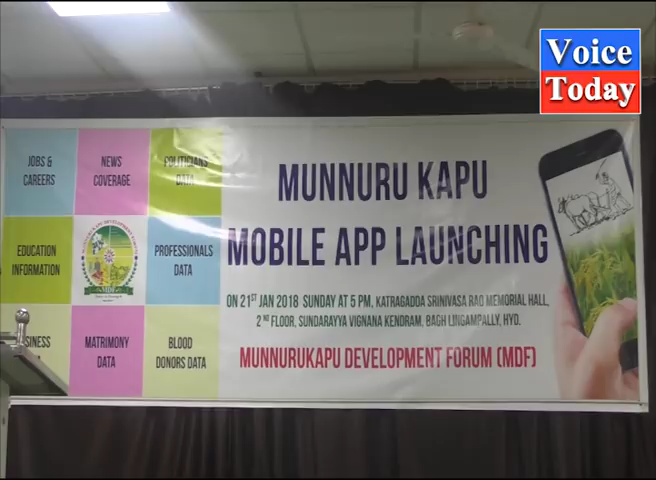 Voice
Today
JOBS &
CAREERS
NEWS
COVERAGE
POLITICIANS
DATA
MUNNURU KAPU
MOBILE APP LAUNCHING
EDUCATION
INFORMATION
MDF
PROFESSIONALS
DATA
ON 21ST JAN 2018 SUNDAY AT 5 PM, KATRAGADDA SRINIVASA RAO MEMORIAL HALL,
2ND FLOOR, SUNDARAYYA VIGNANA KENDRAM, BAGH LINGAMPALLY, HYD.
MATRIMONY
DATA
BLOOD
DONORS DATA
MUNNURUKAPU DEVELOPMENT FORUM (MDF)